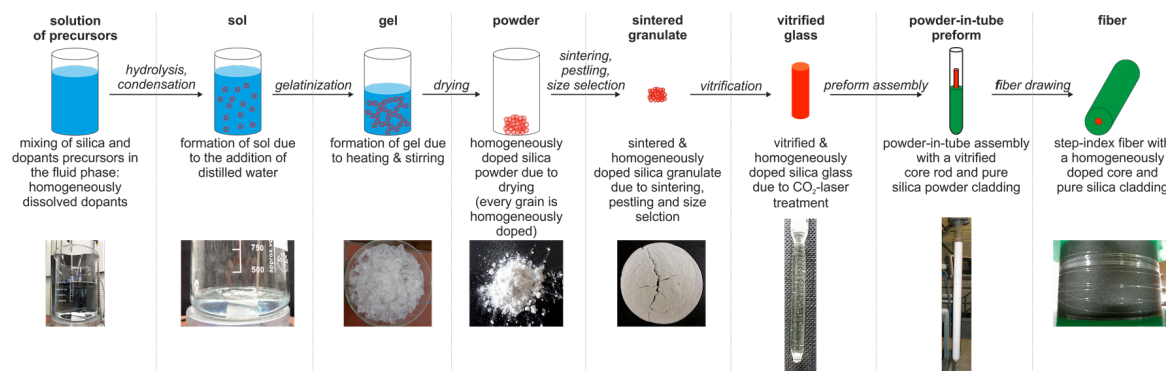 solution
of precursors
sol
gel
powder
sintered
granulate
vitrified
glass
powder-in-tube
preform
fiber
hydrolysis,
condensation
gelatinization
drying
sintering,
pestling,
size selection
vitrification
preform assembly
fiber drawing
mixing of silica and
dopants precursors in
the fluid phase:
homogeneously
dissolved dopants
formation of sol due
to the addition of
distilled water
formation of gel due
to heating & stirring
homogeneously
doped silica
powder due to
drying
(every grain is
homogeneously
doped)
sintered &
homogeneously
doped silica granulate
due to sintering,
pestling and size
selction
vitrified &
homogeneously
doped silica glass
due to CO₂-laser
treatment
powder-in-tube assembly
with a vitrified
core rod and pure
silica powder cladding
step-index fiber with
a homogeneously
doped core and
pure silica cladding
750
500